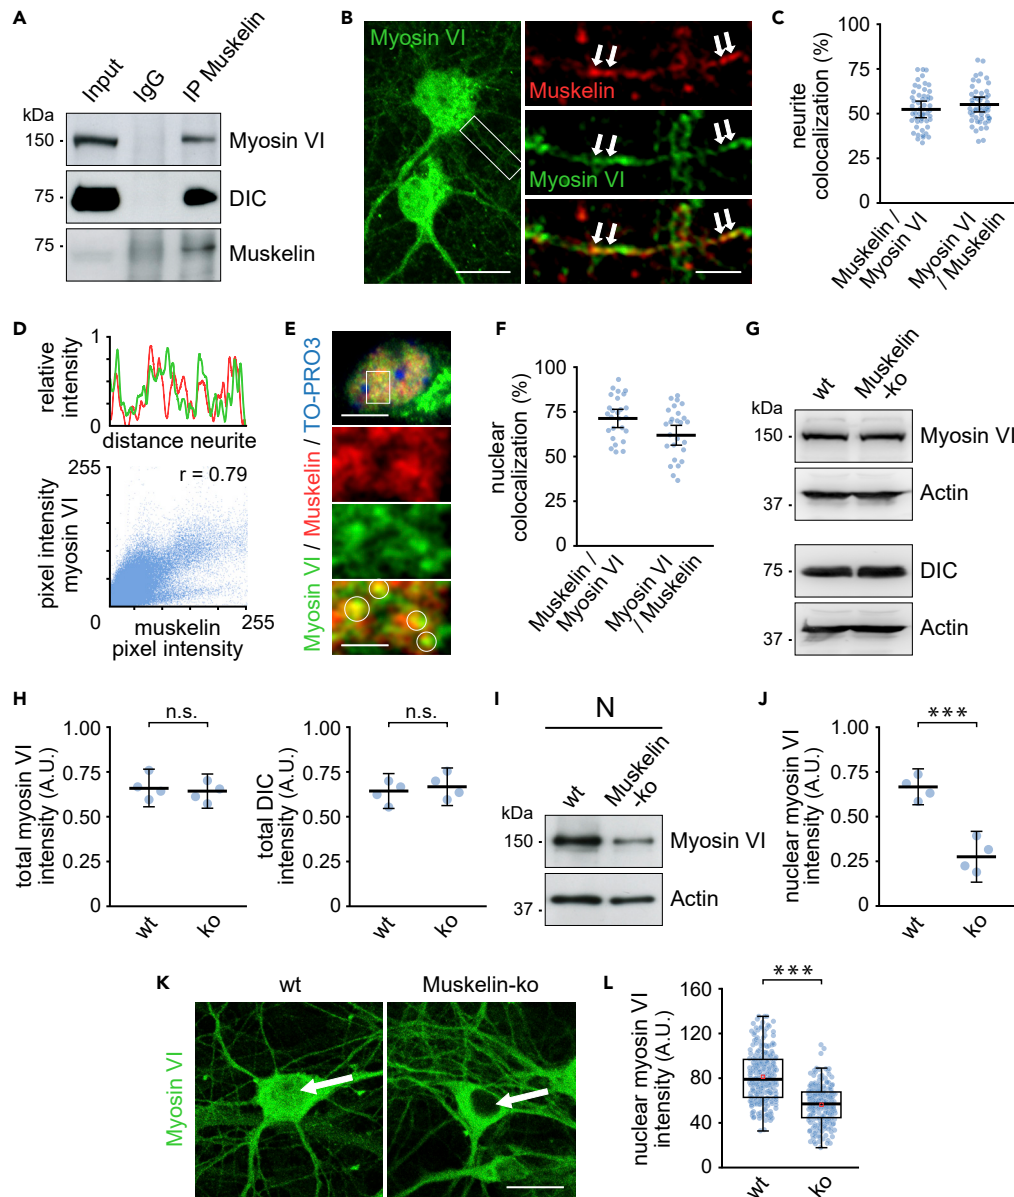 A
Input
IgG
IP Muskelin
kDa
150
Myosin VI
75
DIC
75
Muskelin
B
Myosin VI
Muskelin
Myosin VI
C
neurite
colocalization (%)
100
75
50
25
0
Muskelin /
Myosin VI
Myosin VI
/ Muskelin
D
relative
intensity
1
0
distance neurite
pixel intensity
myosin VI
255
r = 0.79
0
255
muskelin
pixel intensity
E
Myosin VI / Muskelin / TO-PRO3
F
nuclear
colocalization (%)
100
75
50
25
0
Muskelin /
Myosin VI
Myosin VI
/ Muskelin
G
wt
Muskelin
-ko
kDa
150
Myosin VI
37
Actin
75
DIC
37
Actin
H
total myosin VI
intensity (A.U.)
1.00
0.75
0.50
0.25
0
n.s.
wt
ko
total DIC
intensity (A.U.)
1.00
0.75
0.50
0.25
0
n.s.
wt
ko
I
N
wt
Muskelin
-ko
kDa
150
Myosin VI
37
Actin
J
nuclear myosin VI
intensity (A.U.)
1.00
0.75
0.50
0.25
0
***
wt
ko
K
wt
Muskelin-ko
Myosin VI
L
nuclear myosin VI
intensity (A.U.)
160
120
80
40
0
***
wt
ko